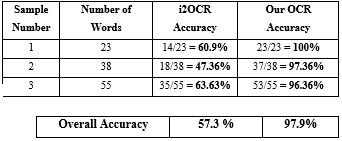 Sample Number of i2OCR Our OCR
Number Words Accuracy Accuracy
1 23 14/23 = 60.9% 23/23 = 100%
2 38 18/38 = 47.36% 37/38 = 97.36%
3 55 35/55 = 63.63% 53/55 = 96.36%
Overall Accuracy 57.3 % 97.9%